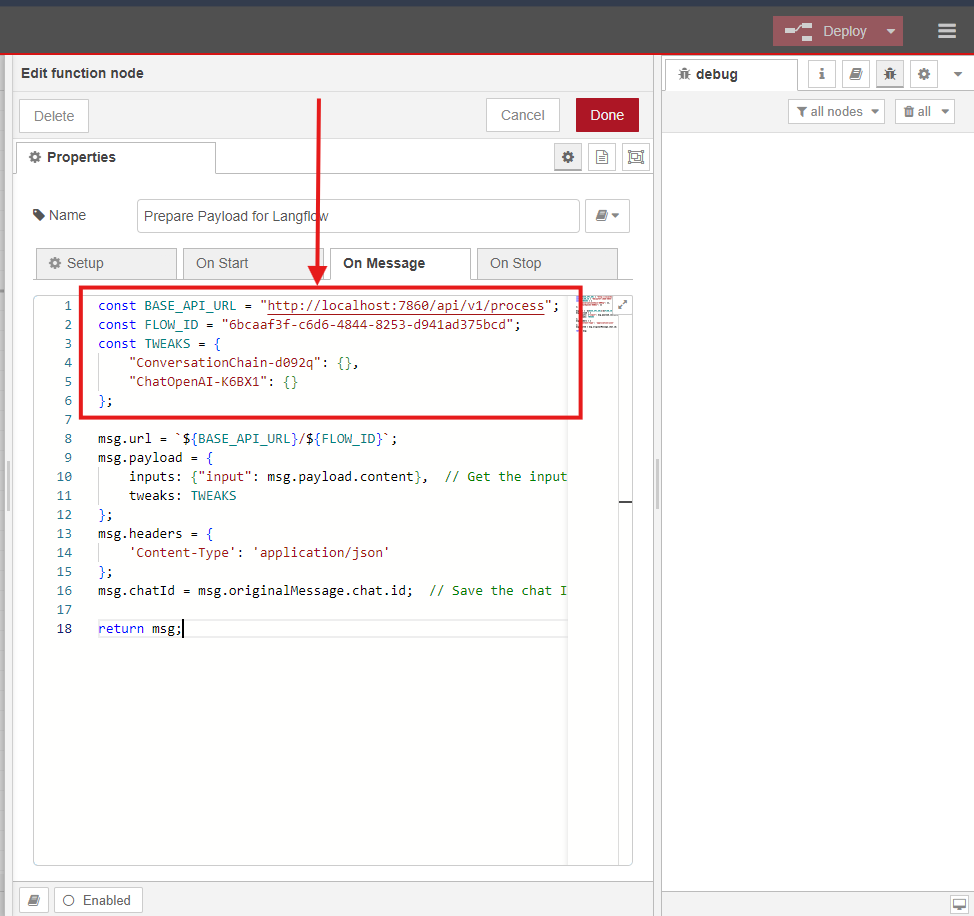 Deploy
Edit function node
Delete
Cancel
Done
Properties
Name
Prepare Payload for Langflow
Setup
On Start
On Message
On Stop
1 const BASE_API_URL = "http://localhost:7860/api/v1/process";
2 const FLOW_ID = "6bcaaf3f-c6d6-4844-8253-d941ad375bcd";
3 const TWEAKS = {
4 "ConversationChain-d092q": {},
5 "ChatOpenAI-K6BX1": {}
6 };
7
8 msg.url = `${BASE_API_URL}/${FLOW_ID}`;
9 msg.payload = {
10 inputs: {"input": msg.payload.content}, // Get the input
11 tweaks: TWEAKS
12 };
13 msg.headers = {
14 'Content-Type': 'application/json'
15 };
16 msg.chatId = msg.originalMessage.chat.id; // Save the chat I
17
18 return msg;
Enabled
debug
all nodes
all